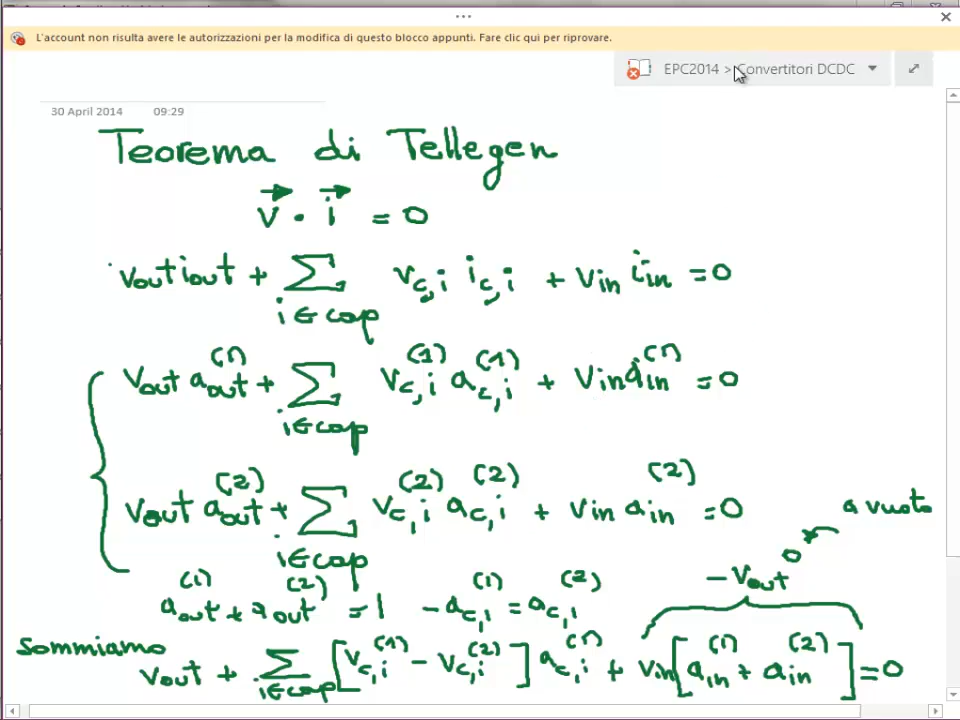 L'account non risulta avere le autorizzazioni per la modifica di questo blocco appunti. Fare clic qui per riprovare.
EPC2014 > Convertitori DCDC
30 April 2014 09:29
Teorema di Tellegen
v · i = 0
vout iout + Σ vc,i ic,i + vin iin = 0
i∈cap
vout aout(1) + Σ vc,i(1) ac,i(1) + vin ain(1) = 0
i∈cap
vout aout(2) + Σ vc,i(2) ac,i(2) + vin ain(2) = 0
i∈cap
a vuoto
- vout0
aout(1) + aout(2) = 1 - ac,i(1) = ac,i(2)
Sommiamo
vout + Σ [vc,i(1) - vc,i(2)] ac,i(1) + vin [ain(1) + ain(2)] = 0
i∈cap